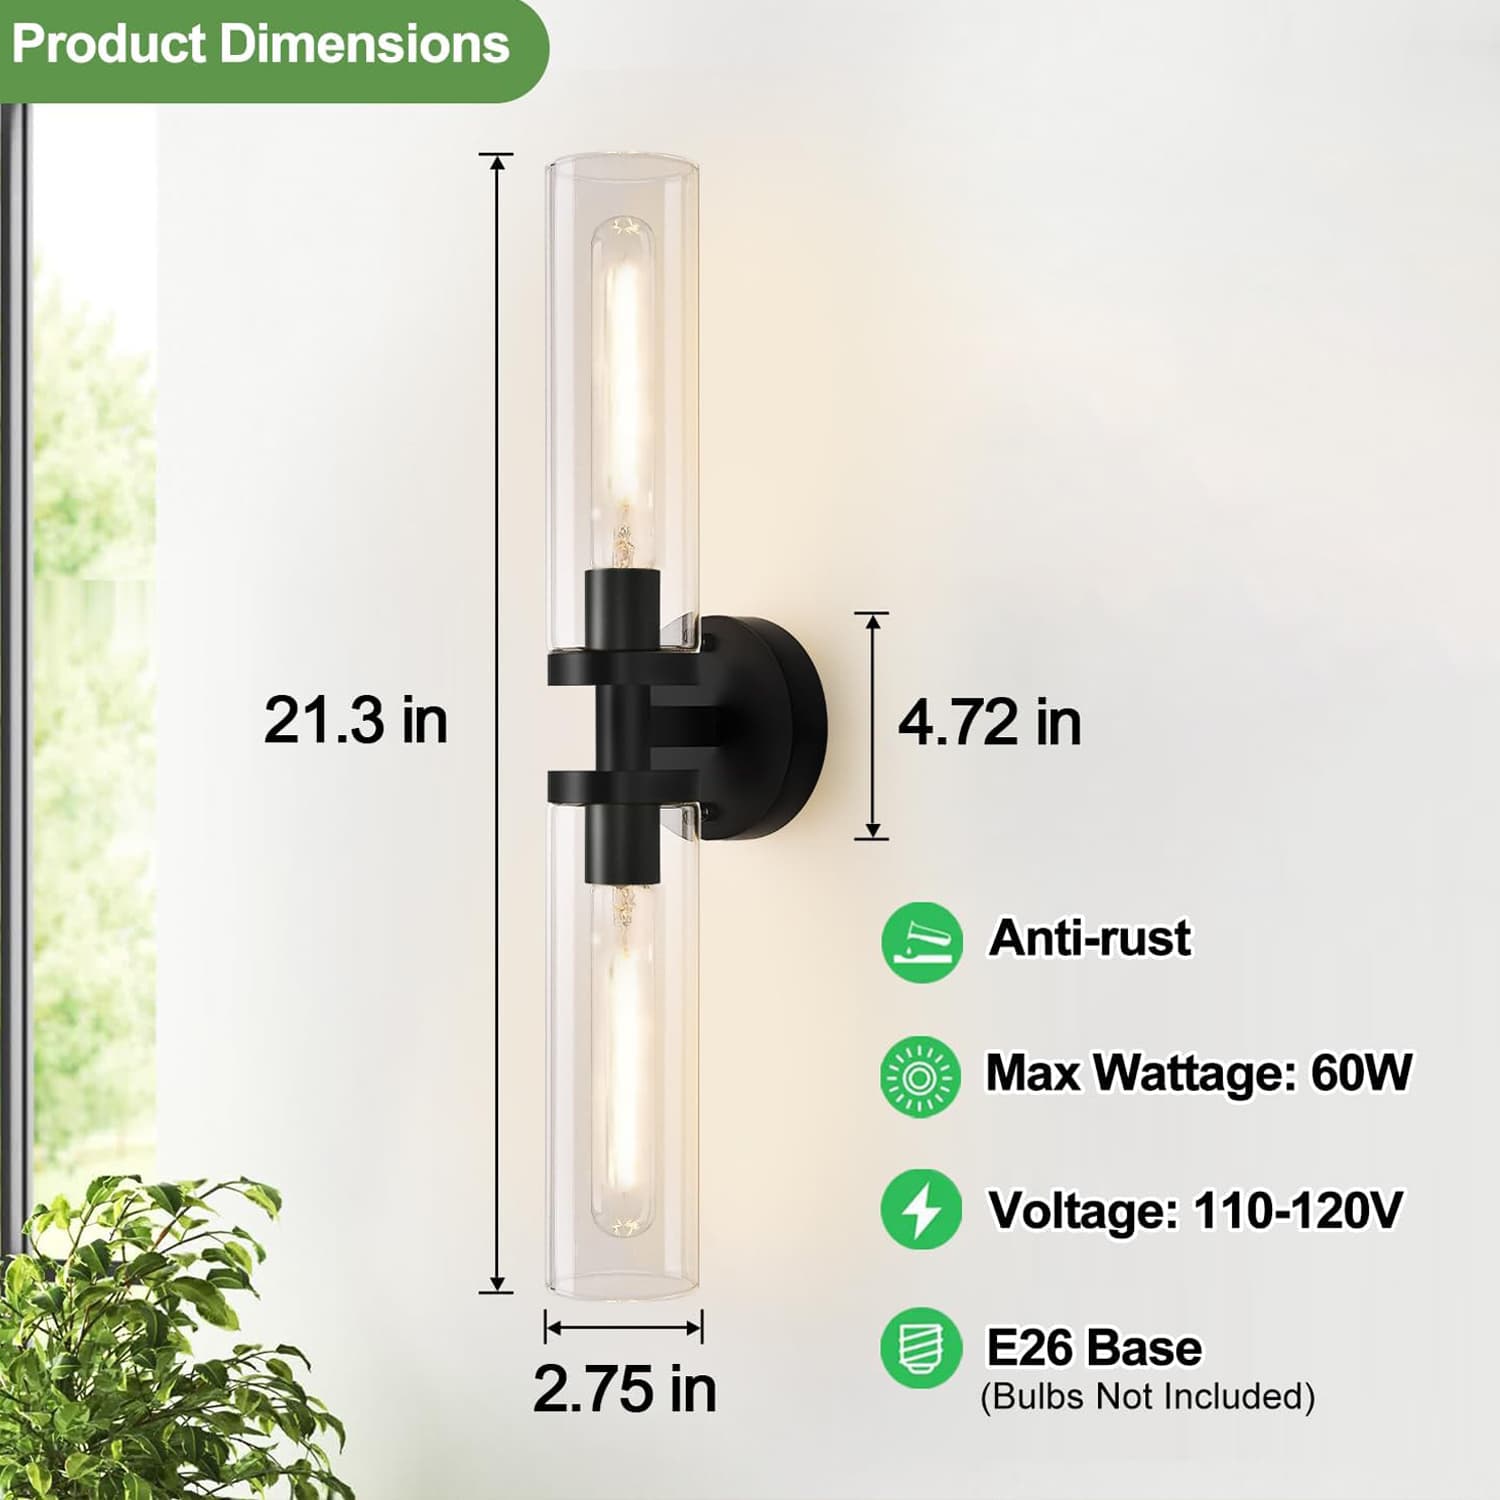 Product Dimensions
21.3 in
4.72 in
2.75 in
Anti-rust
Max Wattage: 60W
Voltage: 110-120V
E26 Base
(Bulbs Not Included)